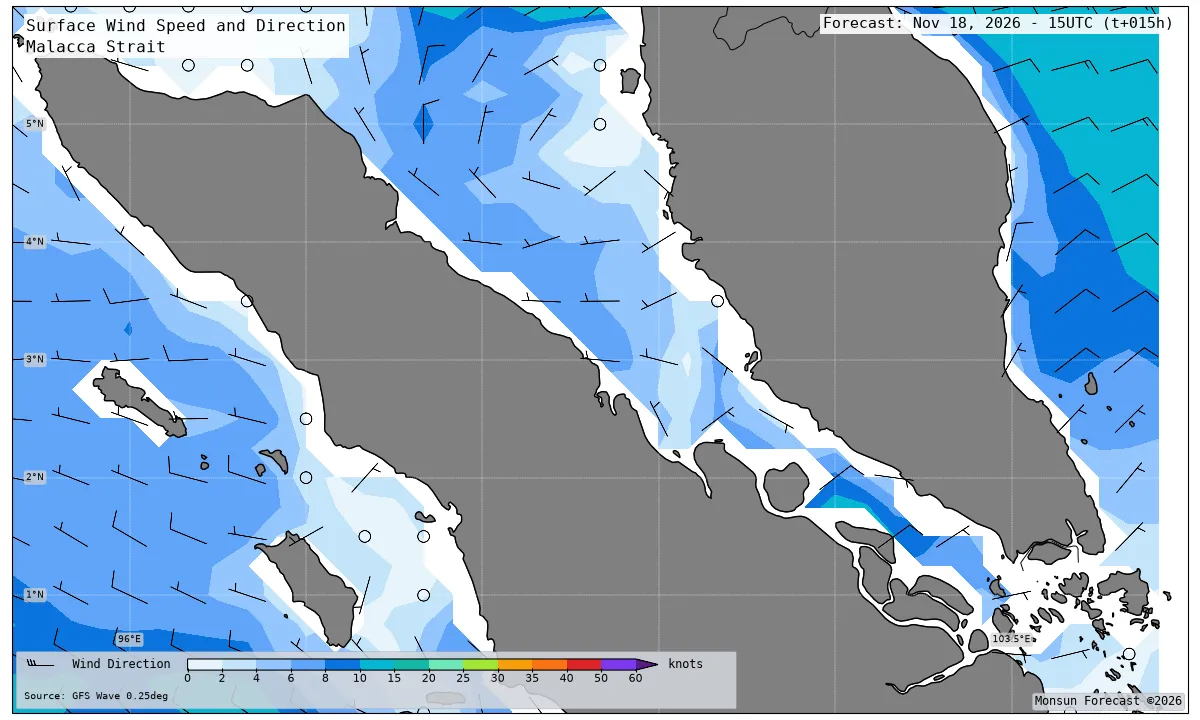 Surface Wind Speed and Direction
Malacca Strait
Forecast: Nov 18, 2026 - 15UTC (t+015h)
5°N
4°N
3°N
2°N
1°N
96°E
103.5°E
Wind Direction
0 2 4 6 8 10 15 20 25 30 35 40 50 60
knots
Source: GFS Wave 0.25deg
Monsun Forecast ©2026